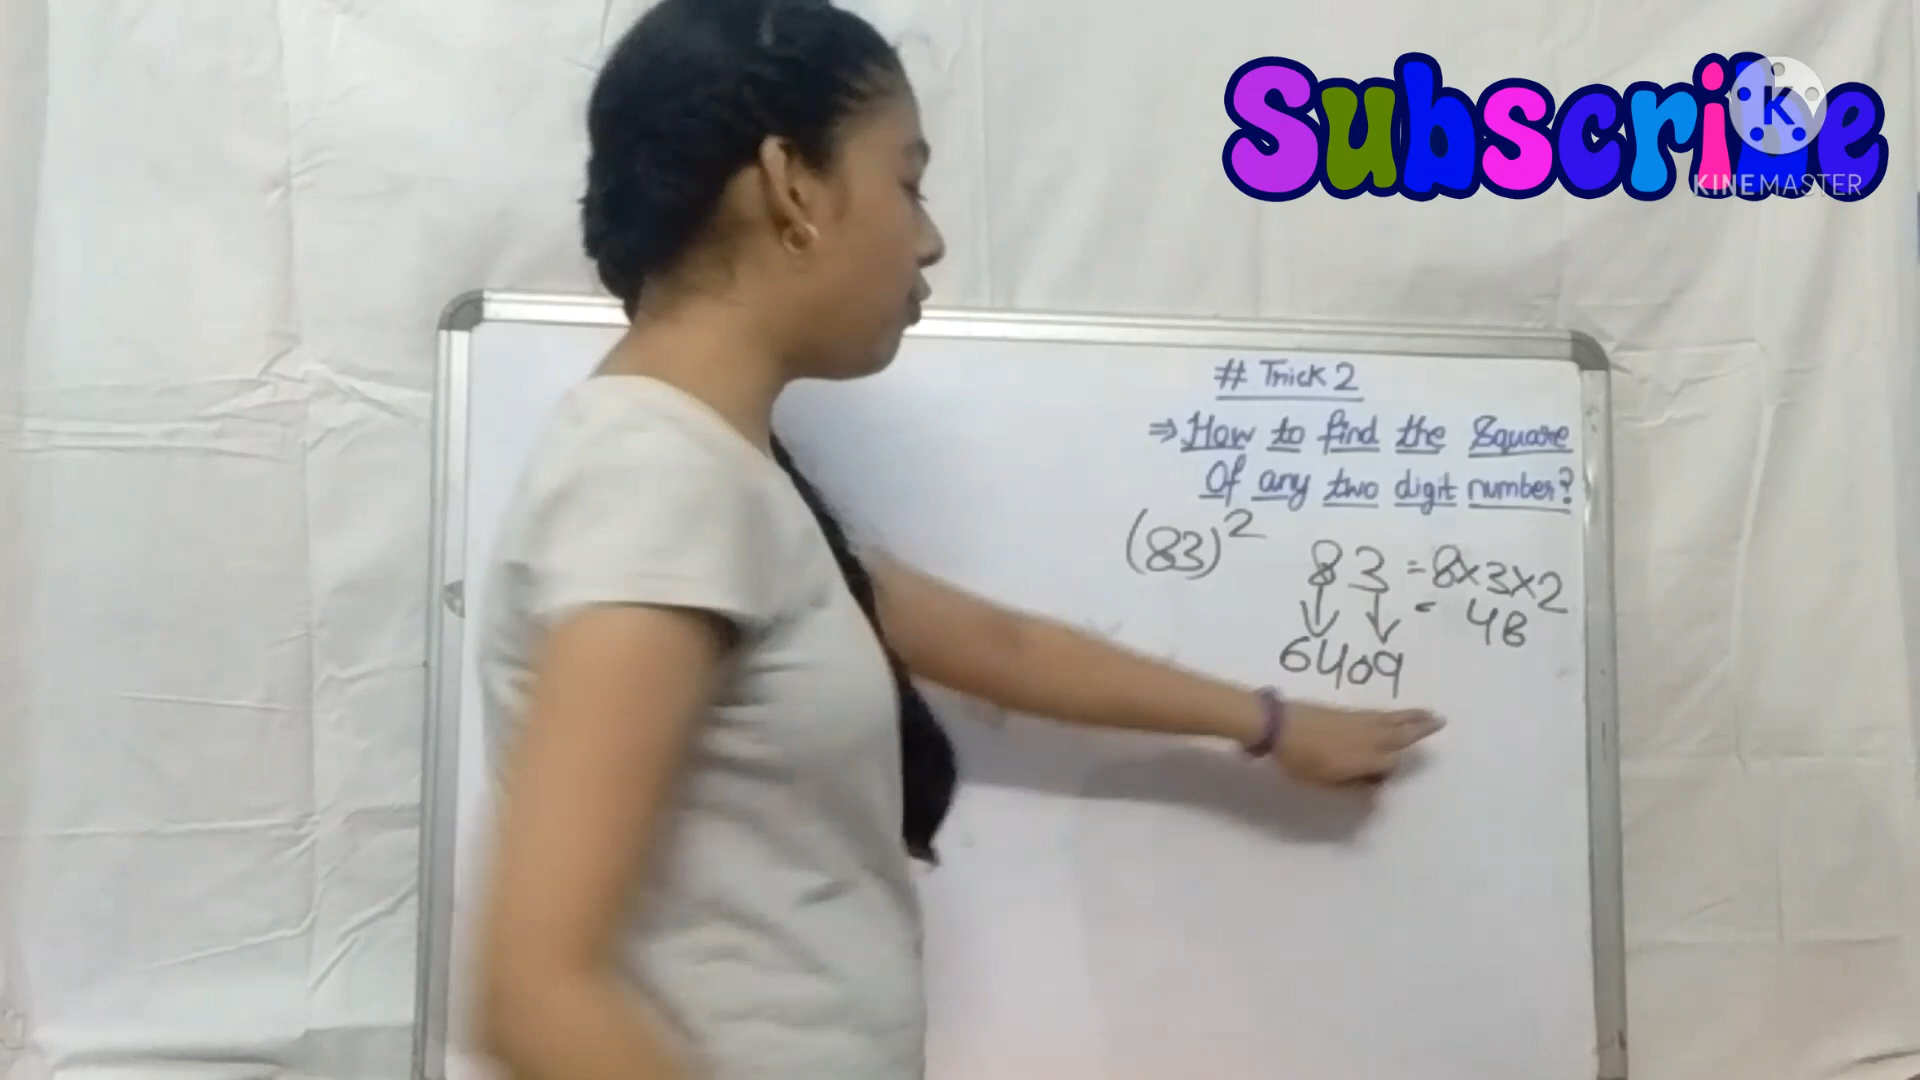 Subscribe
K
KINEMASTER
# Trick 2
⇒ How to find the Square
Of any two digit number?
(83)²
83 = 8×3×2
= 48
6409